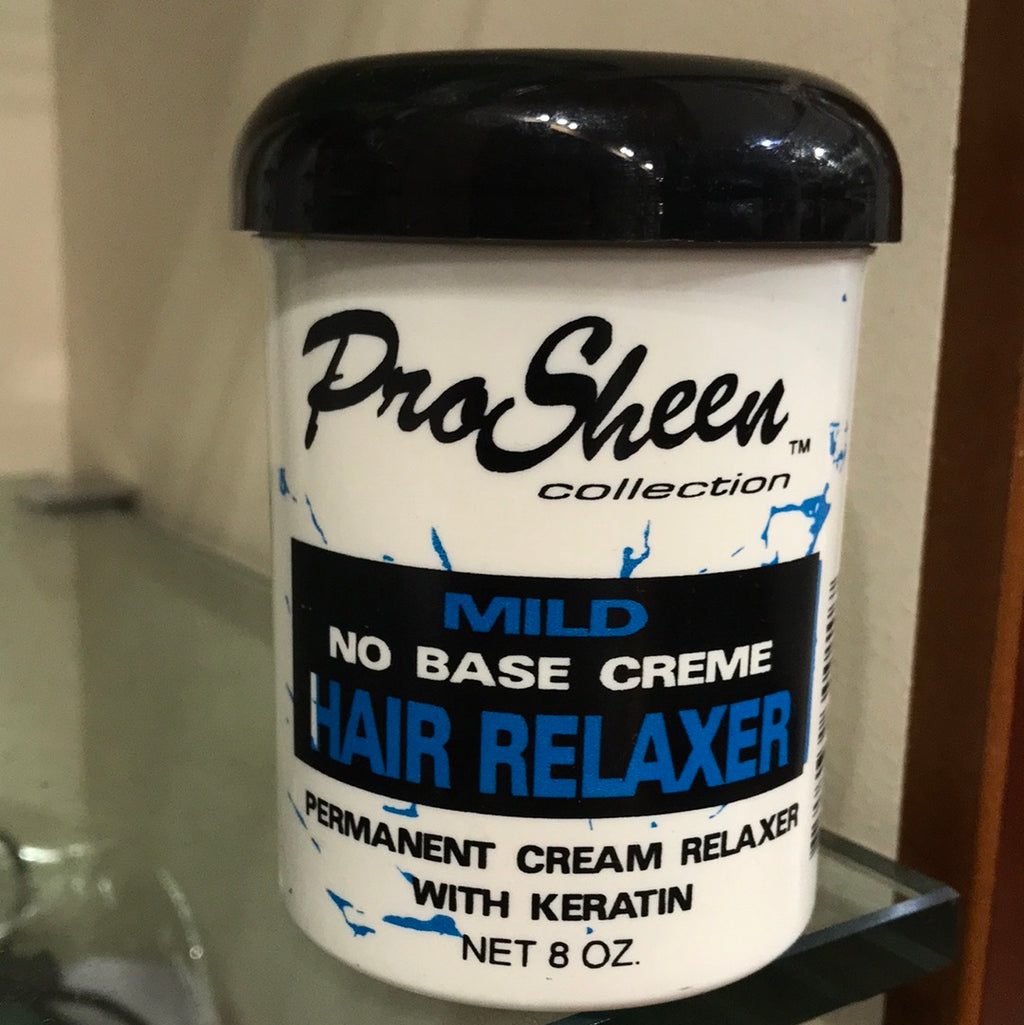 ProSheen™
collection
MILD
NO BASE CREME
HAIR RELAXER
PERMANENT CREAM RELAXER
WITH KERATIN
NET 8 OZ.